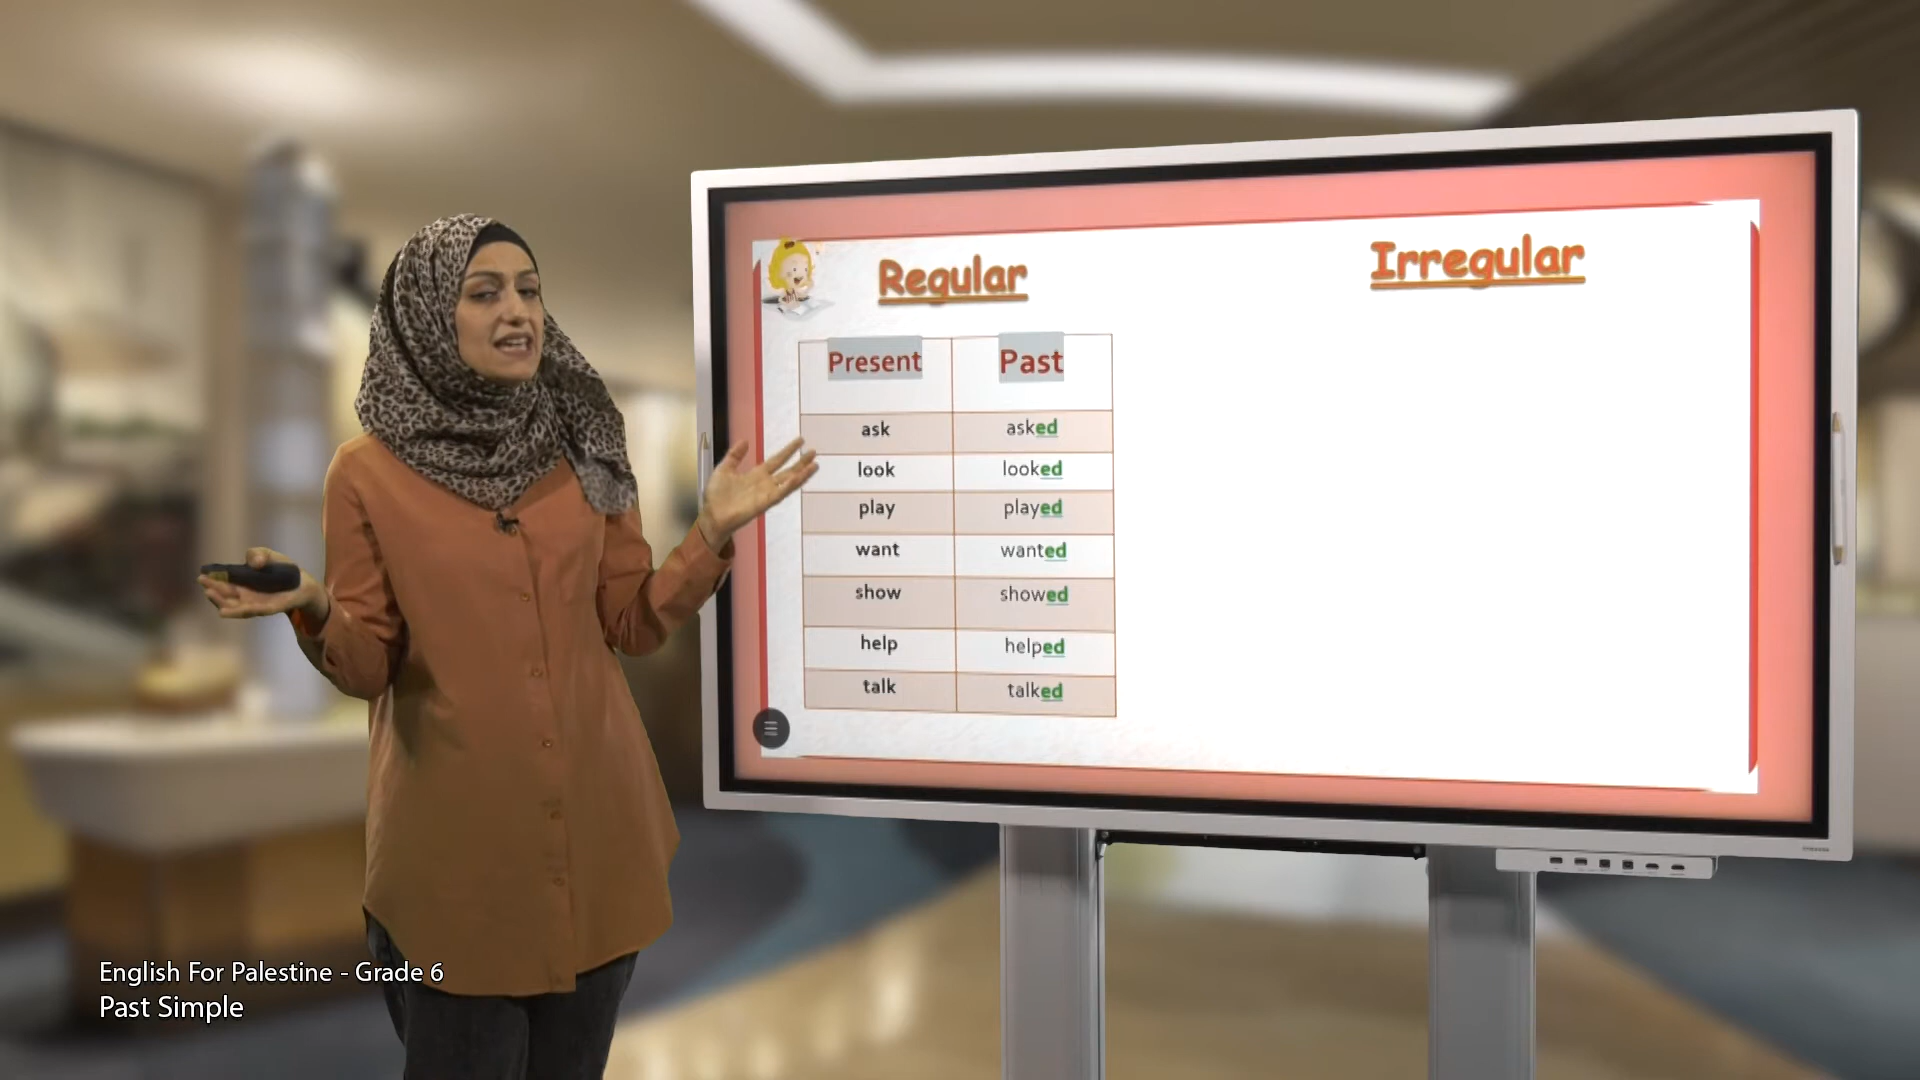 Regular
Irregular
Present Past
ask asked
look looked
play played
want wanted
show showed
help helped
talk talked
English For Palestine - Grade 6
Past Simple